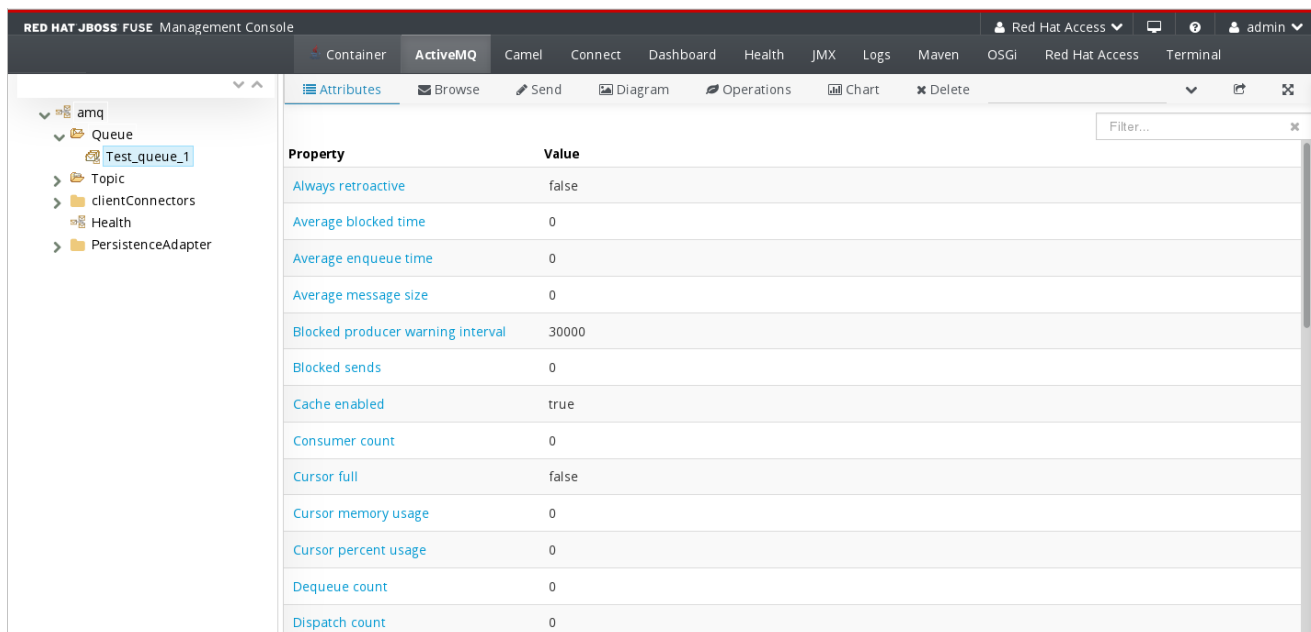 RED HAT JBOSS FUSE Management Console Red Hat Access admin
Container ActiveMQ Camel Connect Dashboard Health JMX Logs Maven OSGi Red Hat Access Terminal
Attributes Browse Send Diagram Operations Chart Delete
amq
Queue
Test_queue_1
Topic
clientConnectors
Health
PersistenceAdapter
Filter...
Property Value
Always retroactive false
Average blocked time 0
Average enqueue time 0
Average message size 0
Blocked producer warning interval 30000
Blocked sends 0
Cache enabled true
Consumer count 0
Cursor full false
Cursor memory usage 0
Cursor percent usage 0
Dequeue count 0
Dispatch count 0